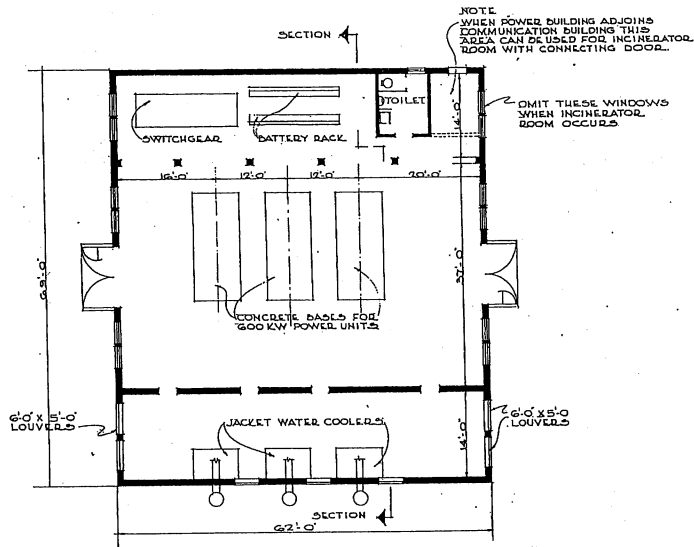 NOTE
WHEN POWER BUILDING ADJOINS
COMMUNICATION BUILDING THIS
AREA CAN BE USED FOR INCINERATOR
ROOM WITH CONNECTING DOOR.
SECTION
TOILET
14'-0"
OMIT THESE WINDOWS
WHEN INCINERATOR
ROOM OCCURS
SWITCHGEAR
BATTERY RACK
16'-0"
12'-0"
12'-0"
20'-0"
69'-0"
37'-0"
CONCRETE BASES FOR
600 KW POWER UNITS
6'-0" X 5'-0"
LOUVERS
JACKET WATER COOLERS
14'-0"
6'-0" X 5'-0
LOUVERS
SECTION
62'-0"